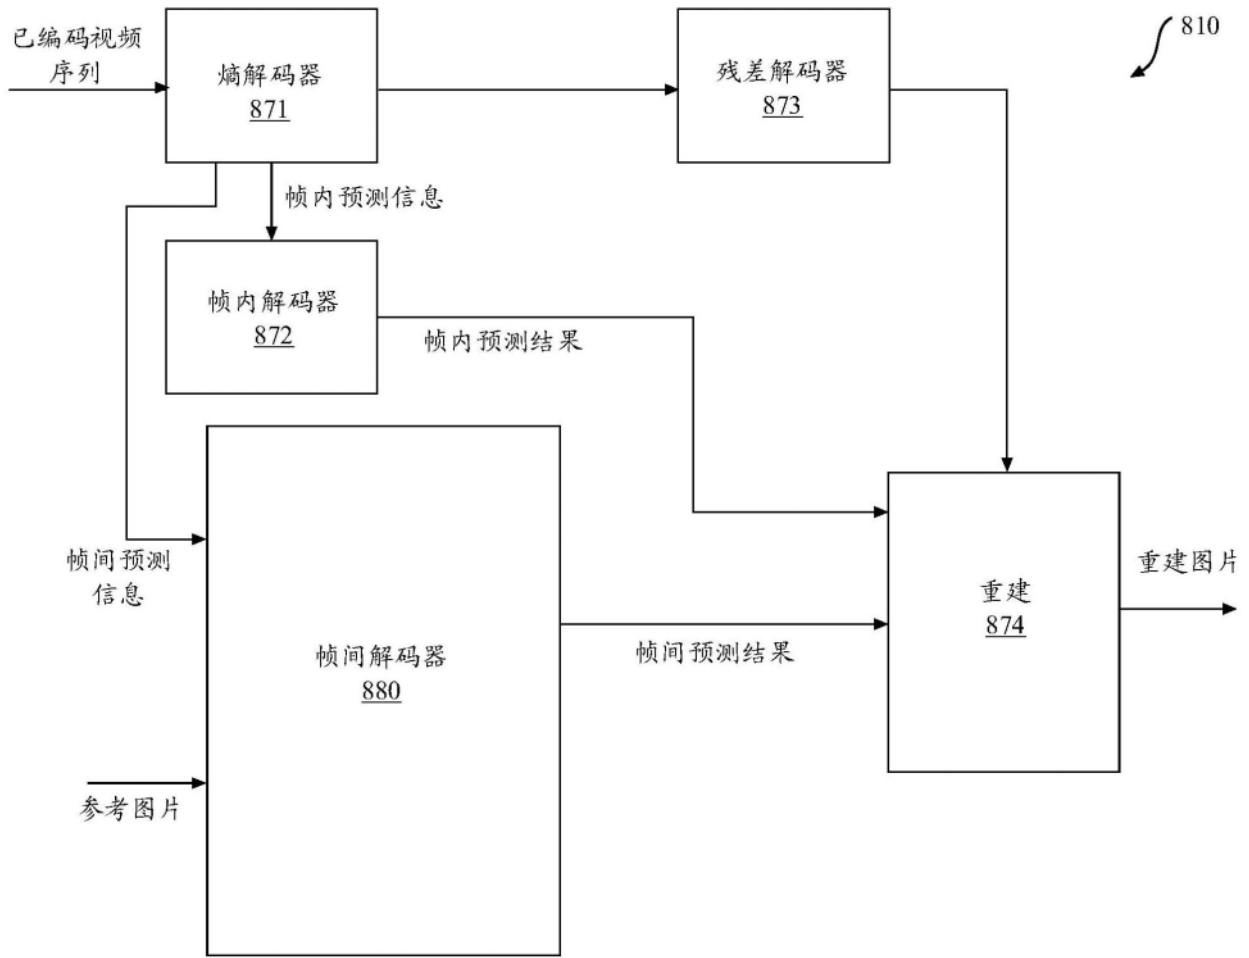 810
已编码视频
序列
熵解码器
871
残差解码器
873
帧内预测信息
帧内解码器
872
帧内预测结果
帧间预测
信息
帧间解码器
880
帧间预测结果
重建
874
重建图片
参考图片